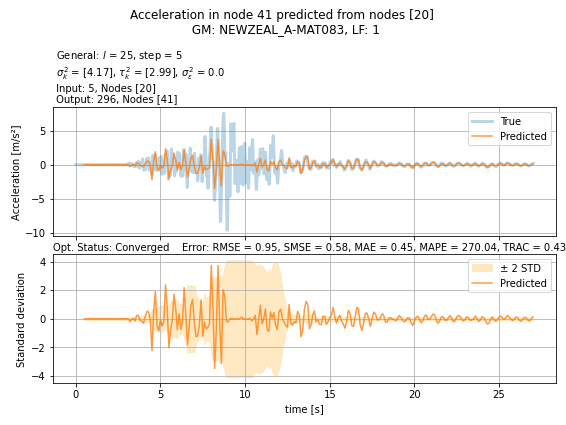 Acceleration in node 41 predicted from nodes [20]
GM: NEWZEAL_A-MAT083, LF: 1
General: l = 25, step = 5
σ²ₖ = [4.17], τ²ₖ = [2.99], σ²ε = 0.0
Input: 5, Nodes [20]
Output: 296, Nodes [41]
Acceleration [m/s²]
5
0
−5
−10
True
Predicted
Opt. Status: Converged Error: RMSE = 0.95, SMSE = 0.58, MAE = 0.45, MAPE = 270.04, TRAC = 0.43
Standard deviation
4
2
0
−2
−4
± 2 STD
Predicted
0 5 10 15 20 25
time [s]